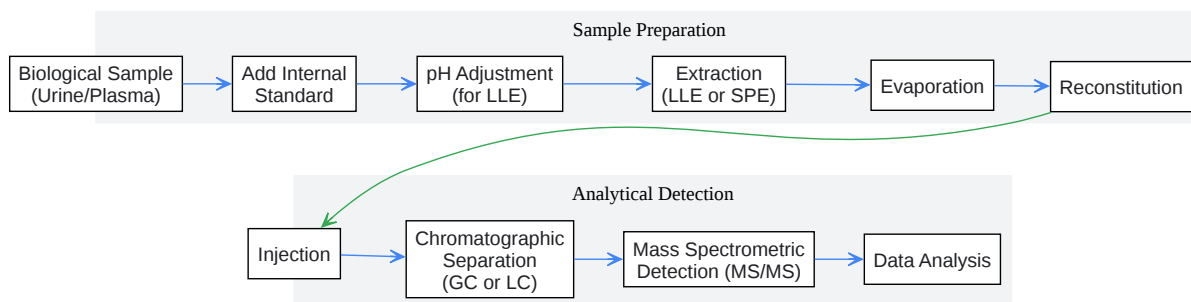 Sample Preparation
Biological Sample
(Urine/Plasma)
Add Internal
Standard
pH Adjustment
(for LLE)
Extraction
(LLE or SPE)
Evaporation
Reconstitution
Analytical Detection
Injection
Chromatographic
Separation
(GC or LC)
Mass Spectrometric
Detection (MS/MS)
Data Analysis